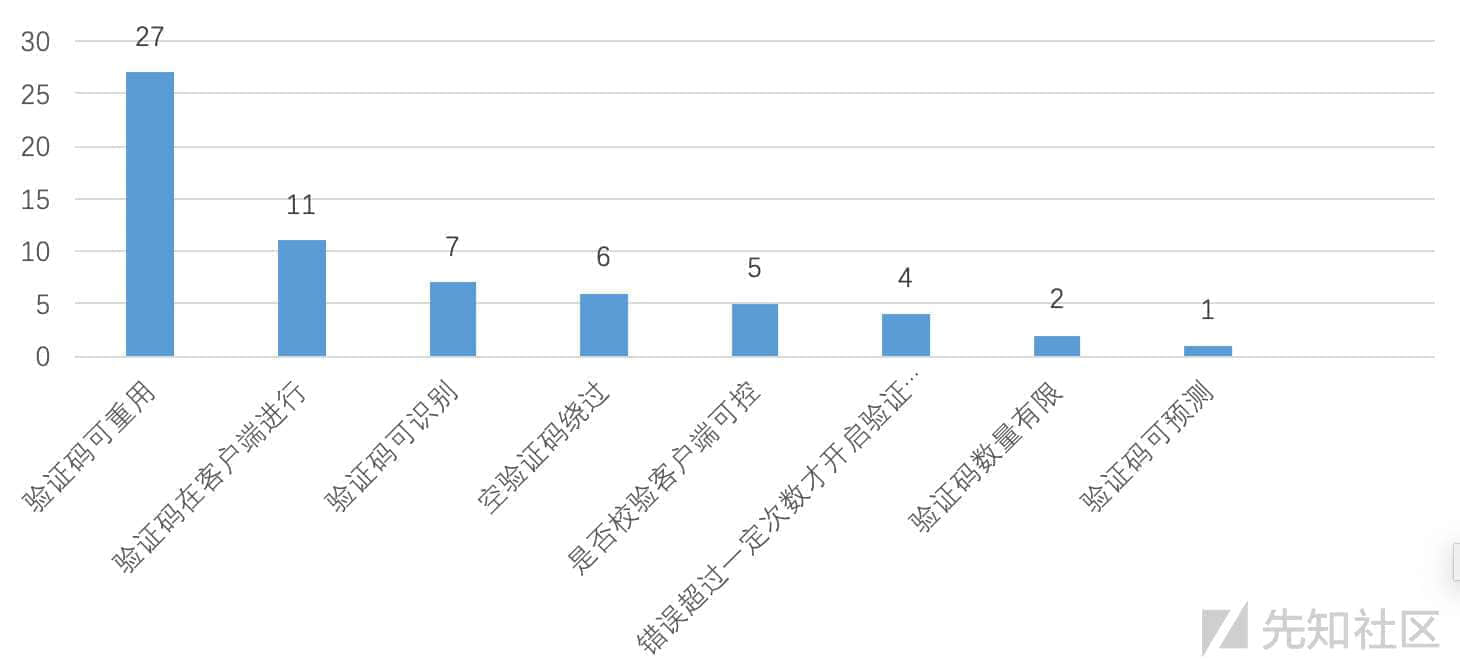 30
25
20
15
10
5
0
27
11
7
6
5
4
2
1
验证码可重用
验证码在客户端进行
验证码可识别
空验证码绕过
是否校验客户端可控
错误超过一定次数才开启验证…
验证码数量有限
验证码可预测
先知社区